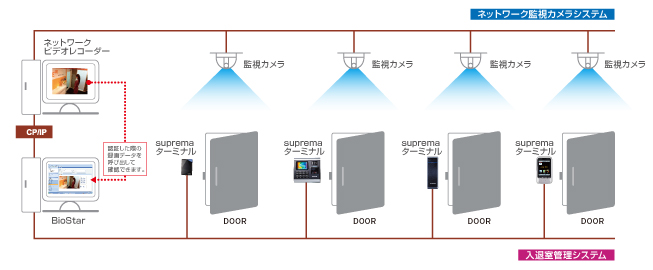 ネットワーク監視カメラシステム
ネットワーク
ビデオレコーダー
監視カメラ
監視カメラ
監視カメラ
監視カメラ
CP/IP
認証した際の
録画データを
呼び出して
確認できます。
suprema
ターミナル
suprema
ターミナル
suprema
ターミナル
suprema
ターミナル
BioStar
DOOR
DOOR
DOOR
DOOR
入退室管理システム